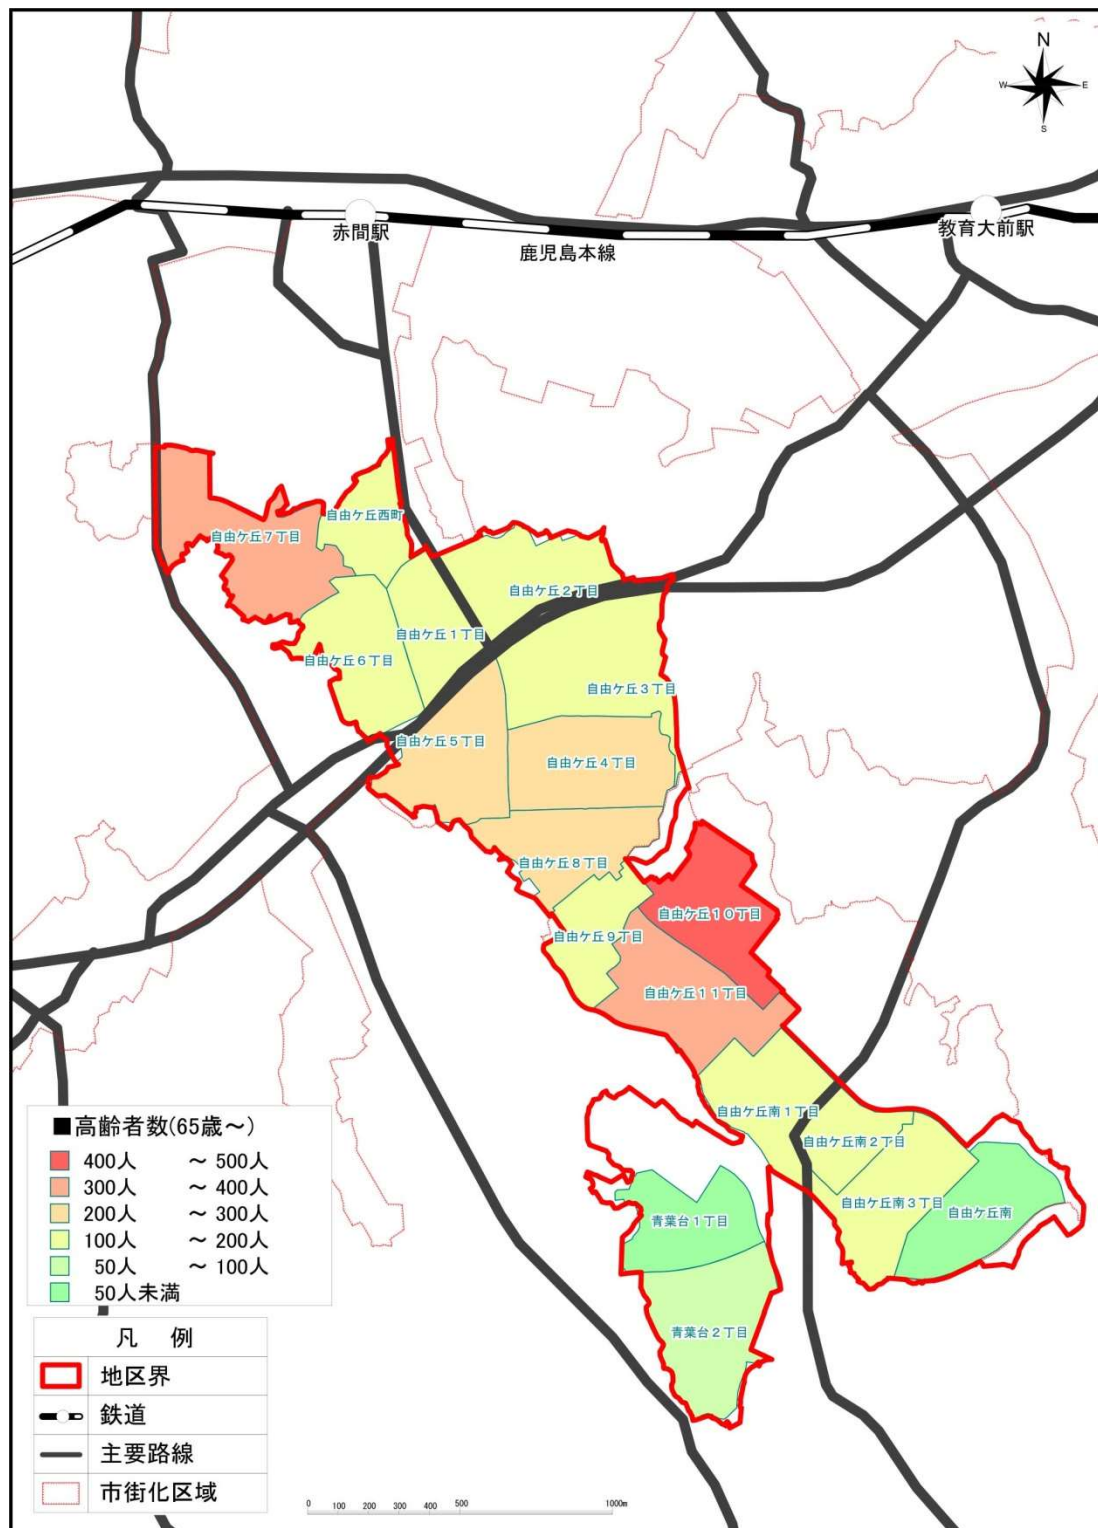 N
W E
S
赤間駅
鹿児島本線
教育大前駅
自由ケ丘西町
自由ケ丘７丁目
自由ケ丘２丁目
自由ケ丘１丁目
自由ケ丘６丁目
自由ケ丘３丁目
自由ケ丘５丁目
自由ケ丘４丁目
自由ケ丘８丁目
自由ケ丘１０丁目
自由ケ丘９丁目
自由ケ丘１１丁目
自由ケ丘南１丁目
自由ケ丘南２丁目
自由ケ丘南３丁目
自由ケ丘南
青葉台１丁目
青葉台２丁目
■高齢者数(65歳～)
400人 ～ 500人
300人 ～ 400人
200人 ～ 300人
100人 ～ 200人
50人 ～ 100人
50人未満
凡 例
地区界
鉄道
主要路線
市街化区域
0 100 200 300 400 500 1000m